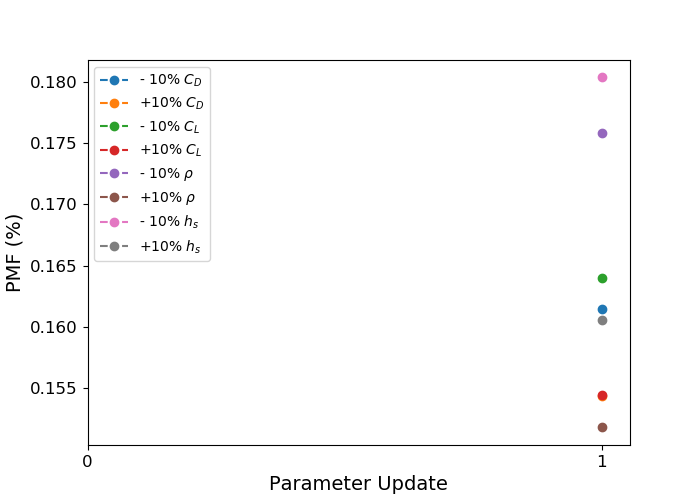 0.180
0.175
0.170
0.165
0.160
0.155
PMF (%)
- 10% C_D
+10% C_D
- 10% C_L
+10% C_L
- 10% ρ
+10% ρ
- 10% h_s
+10% h_s
0
1
Parameter Update